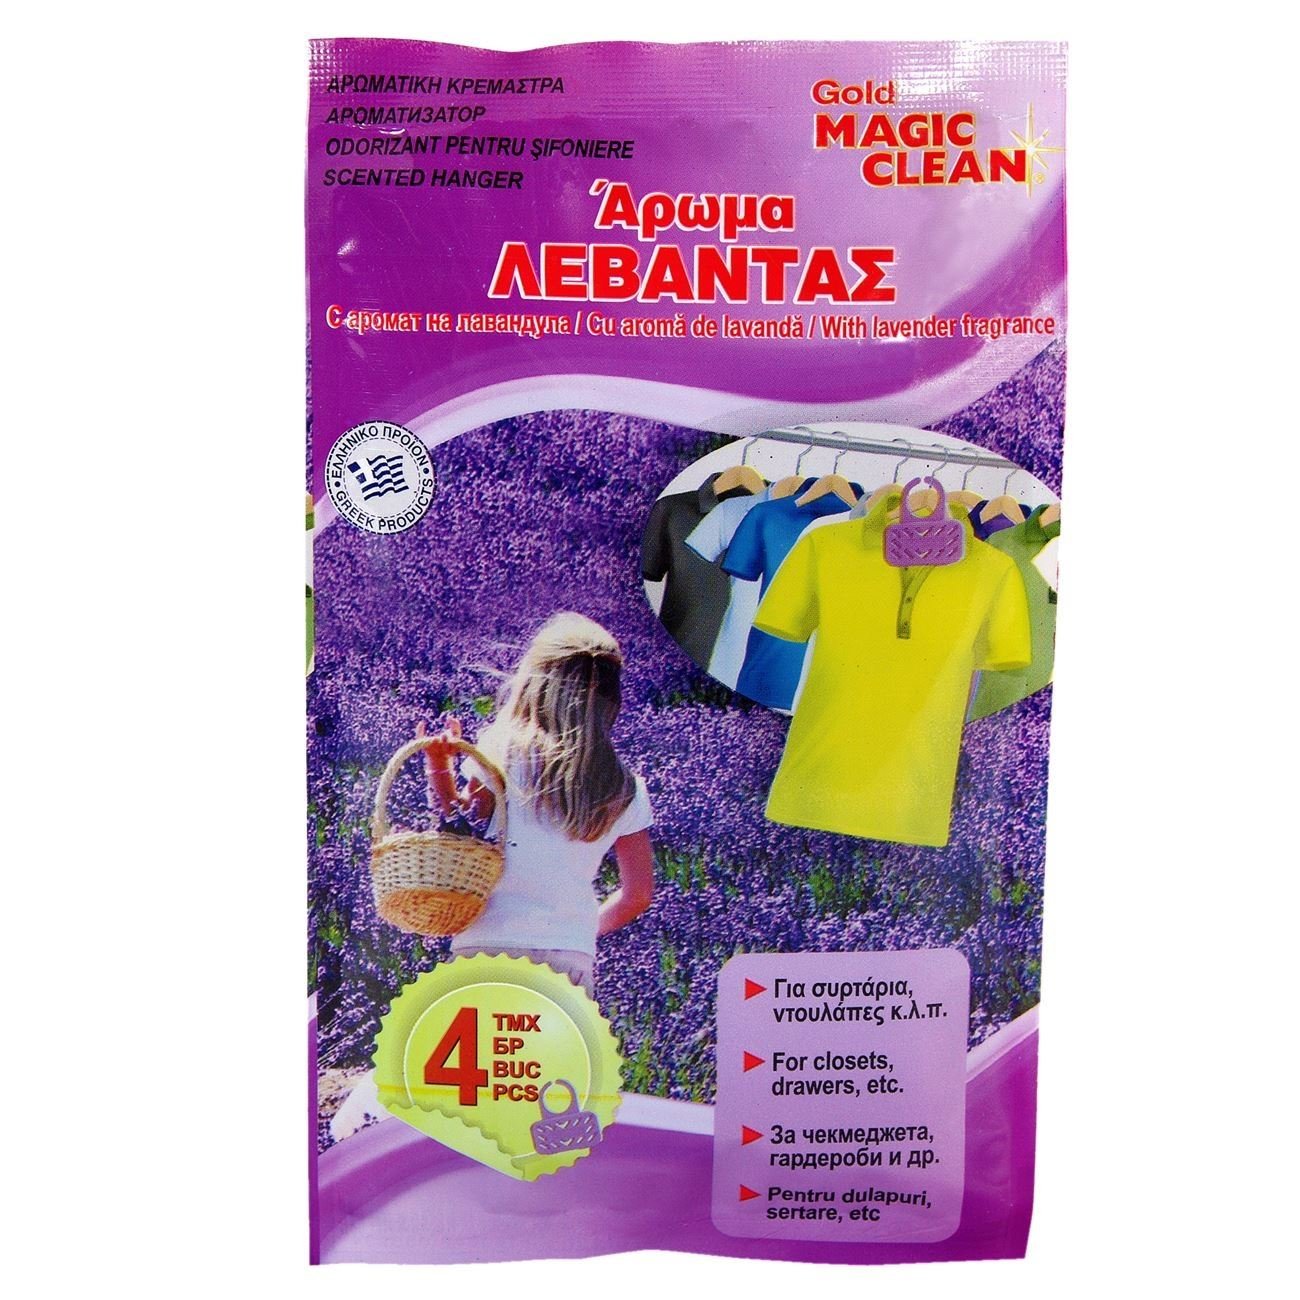 ΑΡΩΜΑΤΙΚΗ ΚΡΕΜΑΣΤΡΑ
АРОМАТИЗАТОР
ODORIZANT PENTRU ŞIFONIERE
SCENTED HANGER
Gold
MAGIC
CLEAN
Άρωμα
ΛΕΒΑΝΤΑΣ
С аромат на лавандула / Cu aromă de lavandă / With lavender fragrance
ΕΛΛΗΝΙΚΟ ΠΡΟΪΟΝ
GREEK PRODUCTS
4 ΤΜΧ
БР
BUC
PCS
Για συρτάρια,
ντουλάπες κ.λ.π.
For closets,
drawers, etc.
За чекмеджета,
гардероби и др.
Pentru dulapuri,
sertare, etc